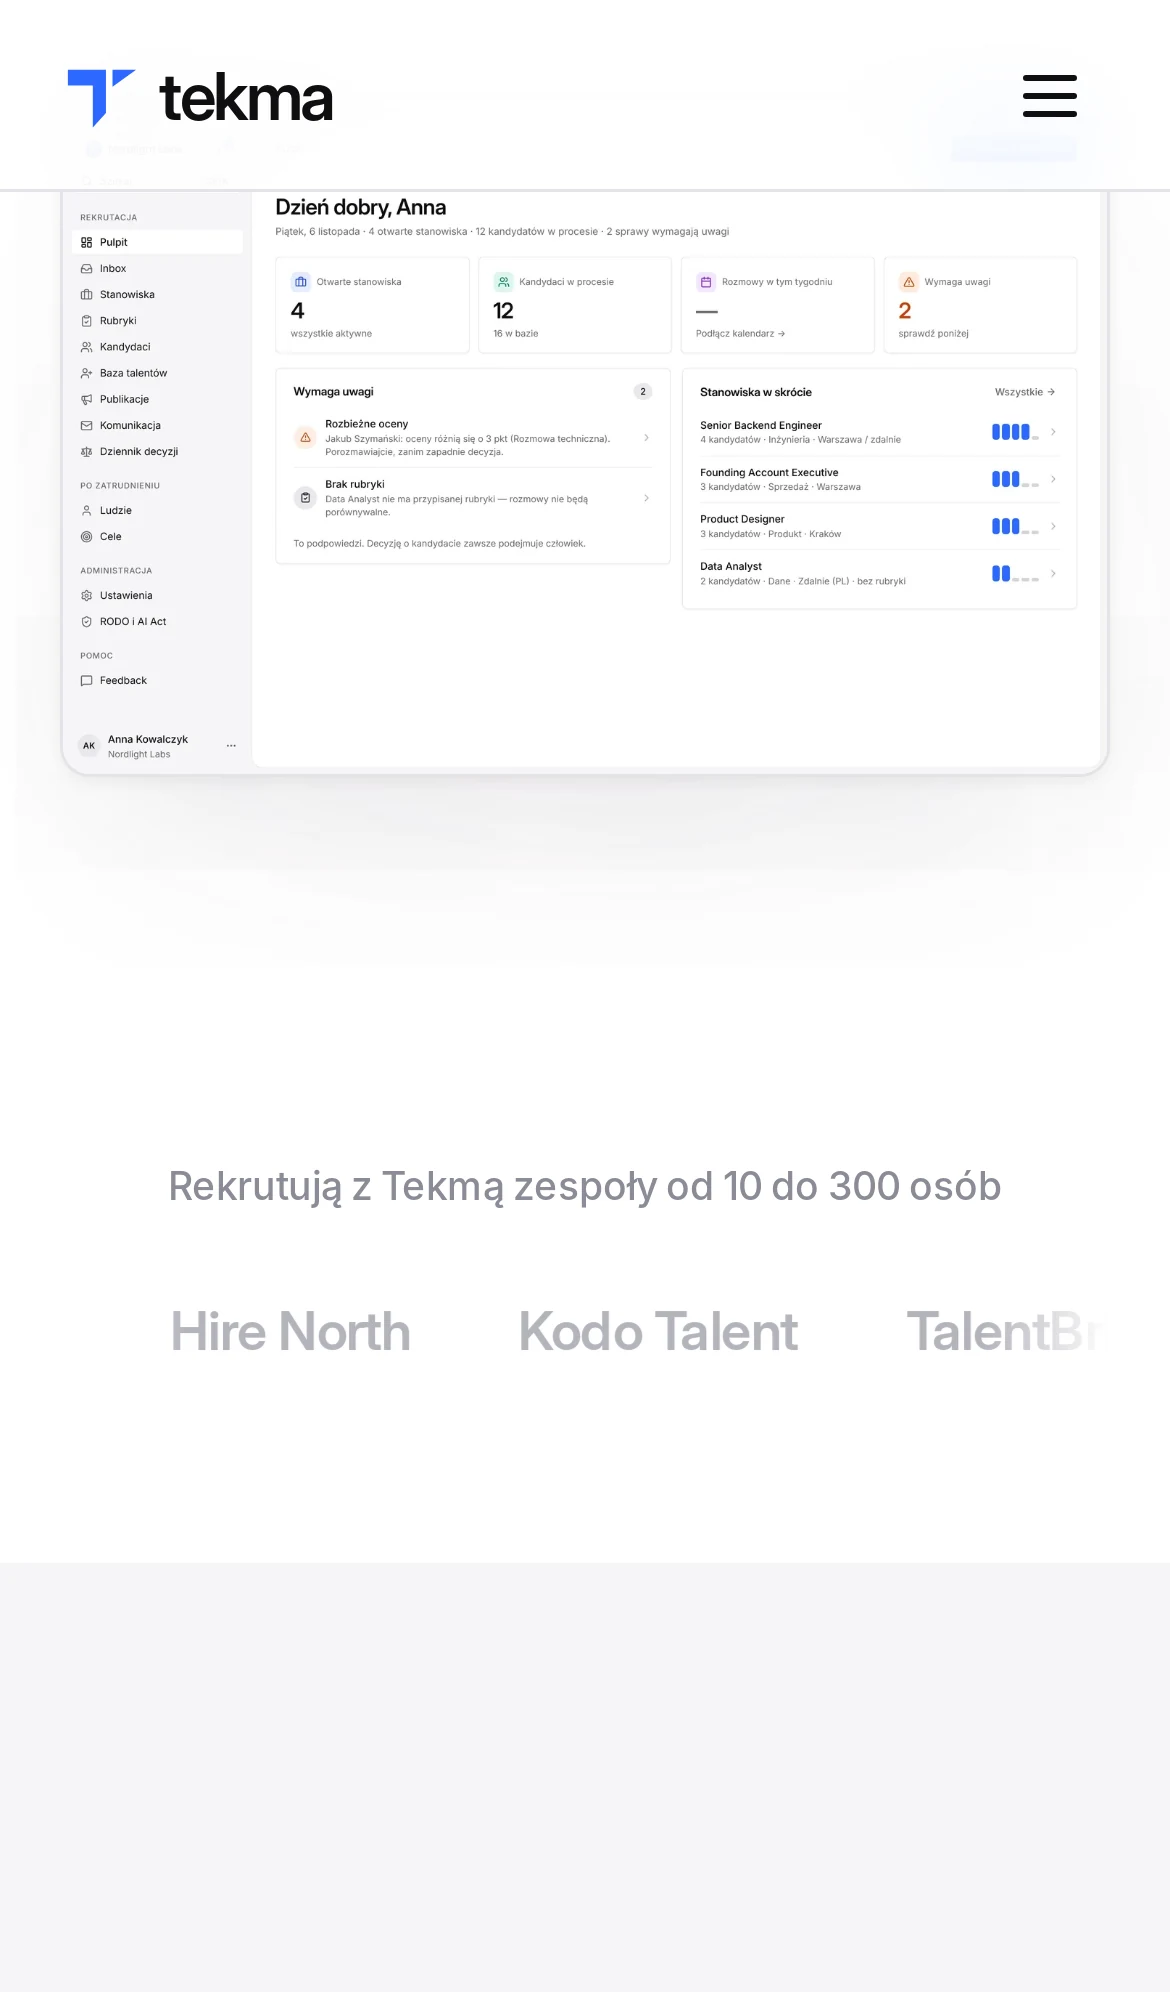 tekma
REKRUTACJA
Pulpit
Inbox
Stanowiska
Rubryki
Kandydaci
Baza talentów
Publikacje
Komunikacja
Dziennik decyzji
PO ZATRUDNIENIU
Ludzie
Cele
ADMINISTRACJA
Ustawienia
RODO i AI Act
POMOC
Feedback
AK
Anna Kowalczyk
Nordlight Labs
Dzień dobry, Anna
Piątek, 6 listopada · 4 otwarte stanowiska · 12 kandydatów w procesie · 2 sprawy wymagają uwagi
Otwarte stanowiska
4
wszystkie aktywne
Kandydaci w procesie
12
16 w bazie
Rozmowy w tym tygodniu
—
Podłącz kalendarz →
Wymaga uwagi
2
sprawdź poniżej
Wymaga uwagi
2
Rozbieżne oceny
Jakub Szymański: oceny różnią się o 3 pkt (Rozmowa techniczna).
Porozmawiajcie, zanim zapadnie decyzja.
Brak rubryki
Data Analyst nie ma przypisanej rubryki — rozmowy nie będą
porównywalne.
To podpowiedzi. Decyzję o kandydacie zawsze podejmuje człowiek.
Stanowiska w skrócie
Wszystkie →
Senior Backend Engineer
4 kandydatów · Inżynieria · Warszawa / zdalnie
Founding Account Executive
3 kandydatów · Sprzedaż · Warszawa
Product Designer
3 kandydatów · Produkt · Kraków
Data Analyst
2 kandydatów · Dane · Zdalnie (PL) · bez rubryki
Rekrutują z Tekmą zespoły od 10 do 300 osób
Hire North
Kodo Talent
TalentBr